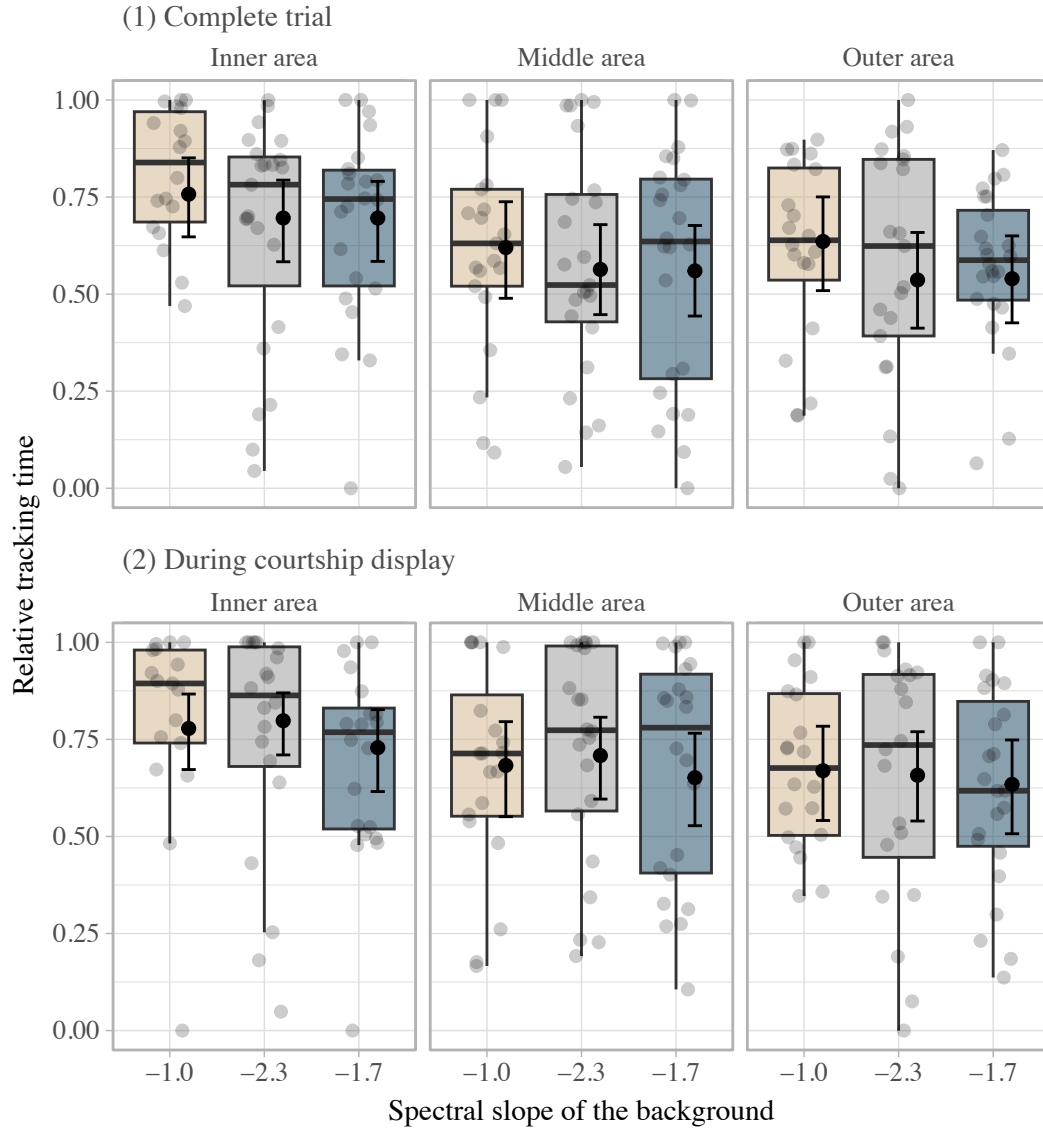 (1) Complete trial
Inner area Middle area Outer area
1.00
0.75
0.50
0.25
0.00
Relative tracking time
(2) During courtship display
Inner area Middle area Outer area
1.00
0.75
0.50
0.25
0.00
−1.0 −2.3 −1.7 −1.0 −2.3 −1.7 −1.0 −2.3 −1.7
Spectral slope of the background